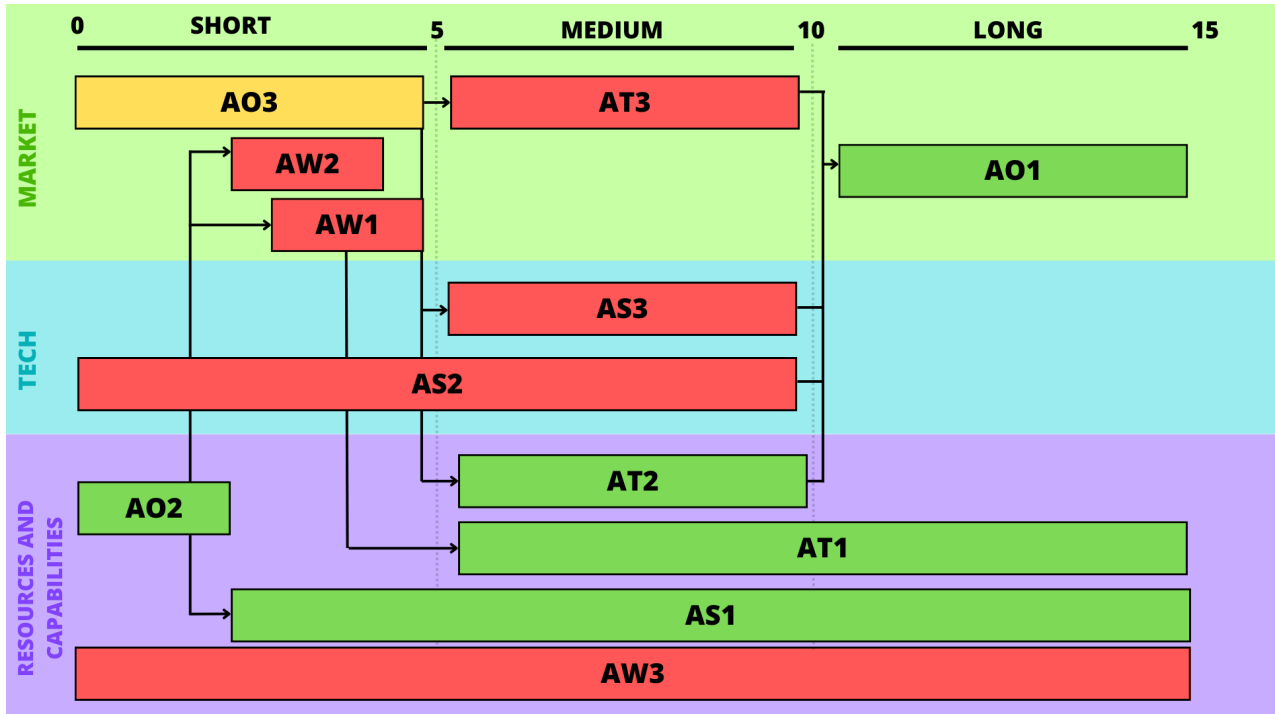 0 SHORT 5 MEDIUM 10 LONG 15
MARKET
AO3
AT3
AW2
AO1
AW1
TECH
AS3
AS2
RESOURCES AND
CAPABILITIES
AT2
AO2
AT1
AS1
AW3